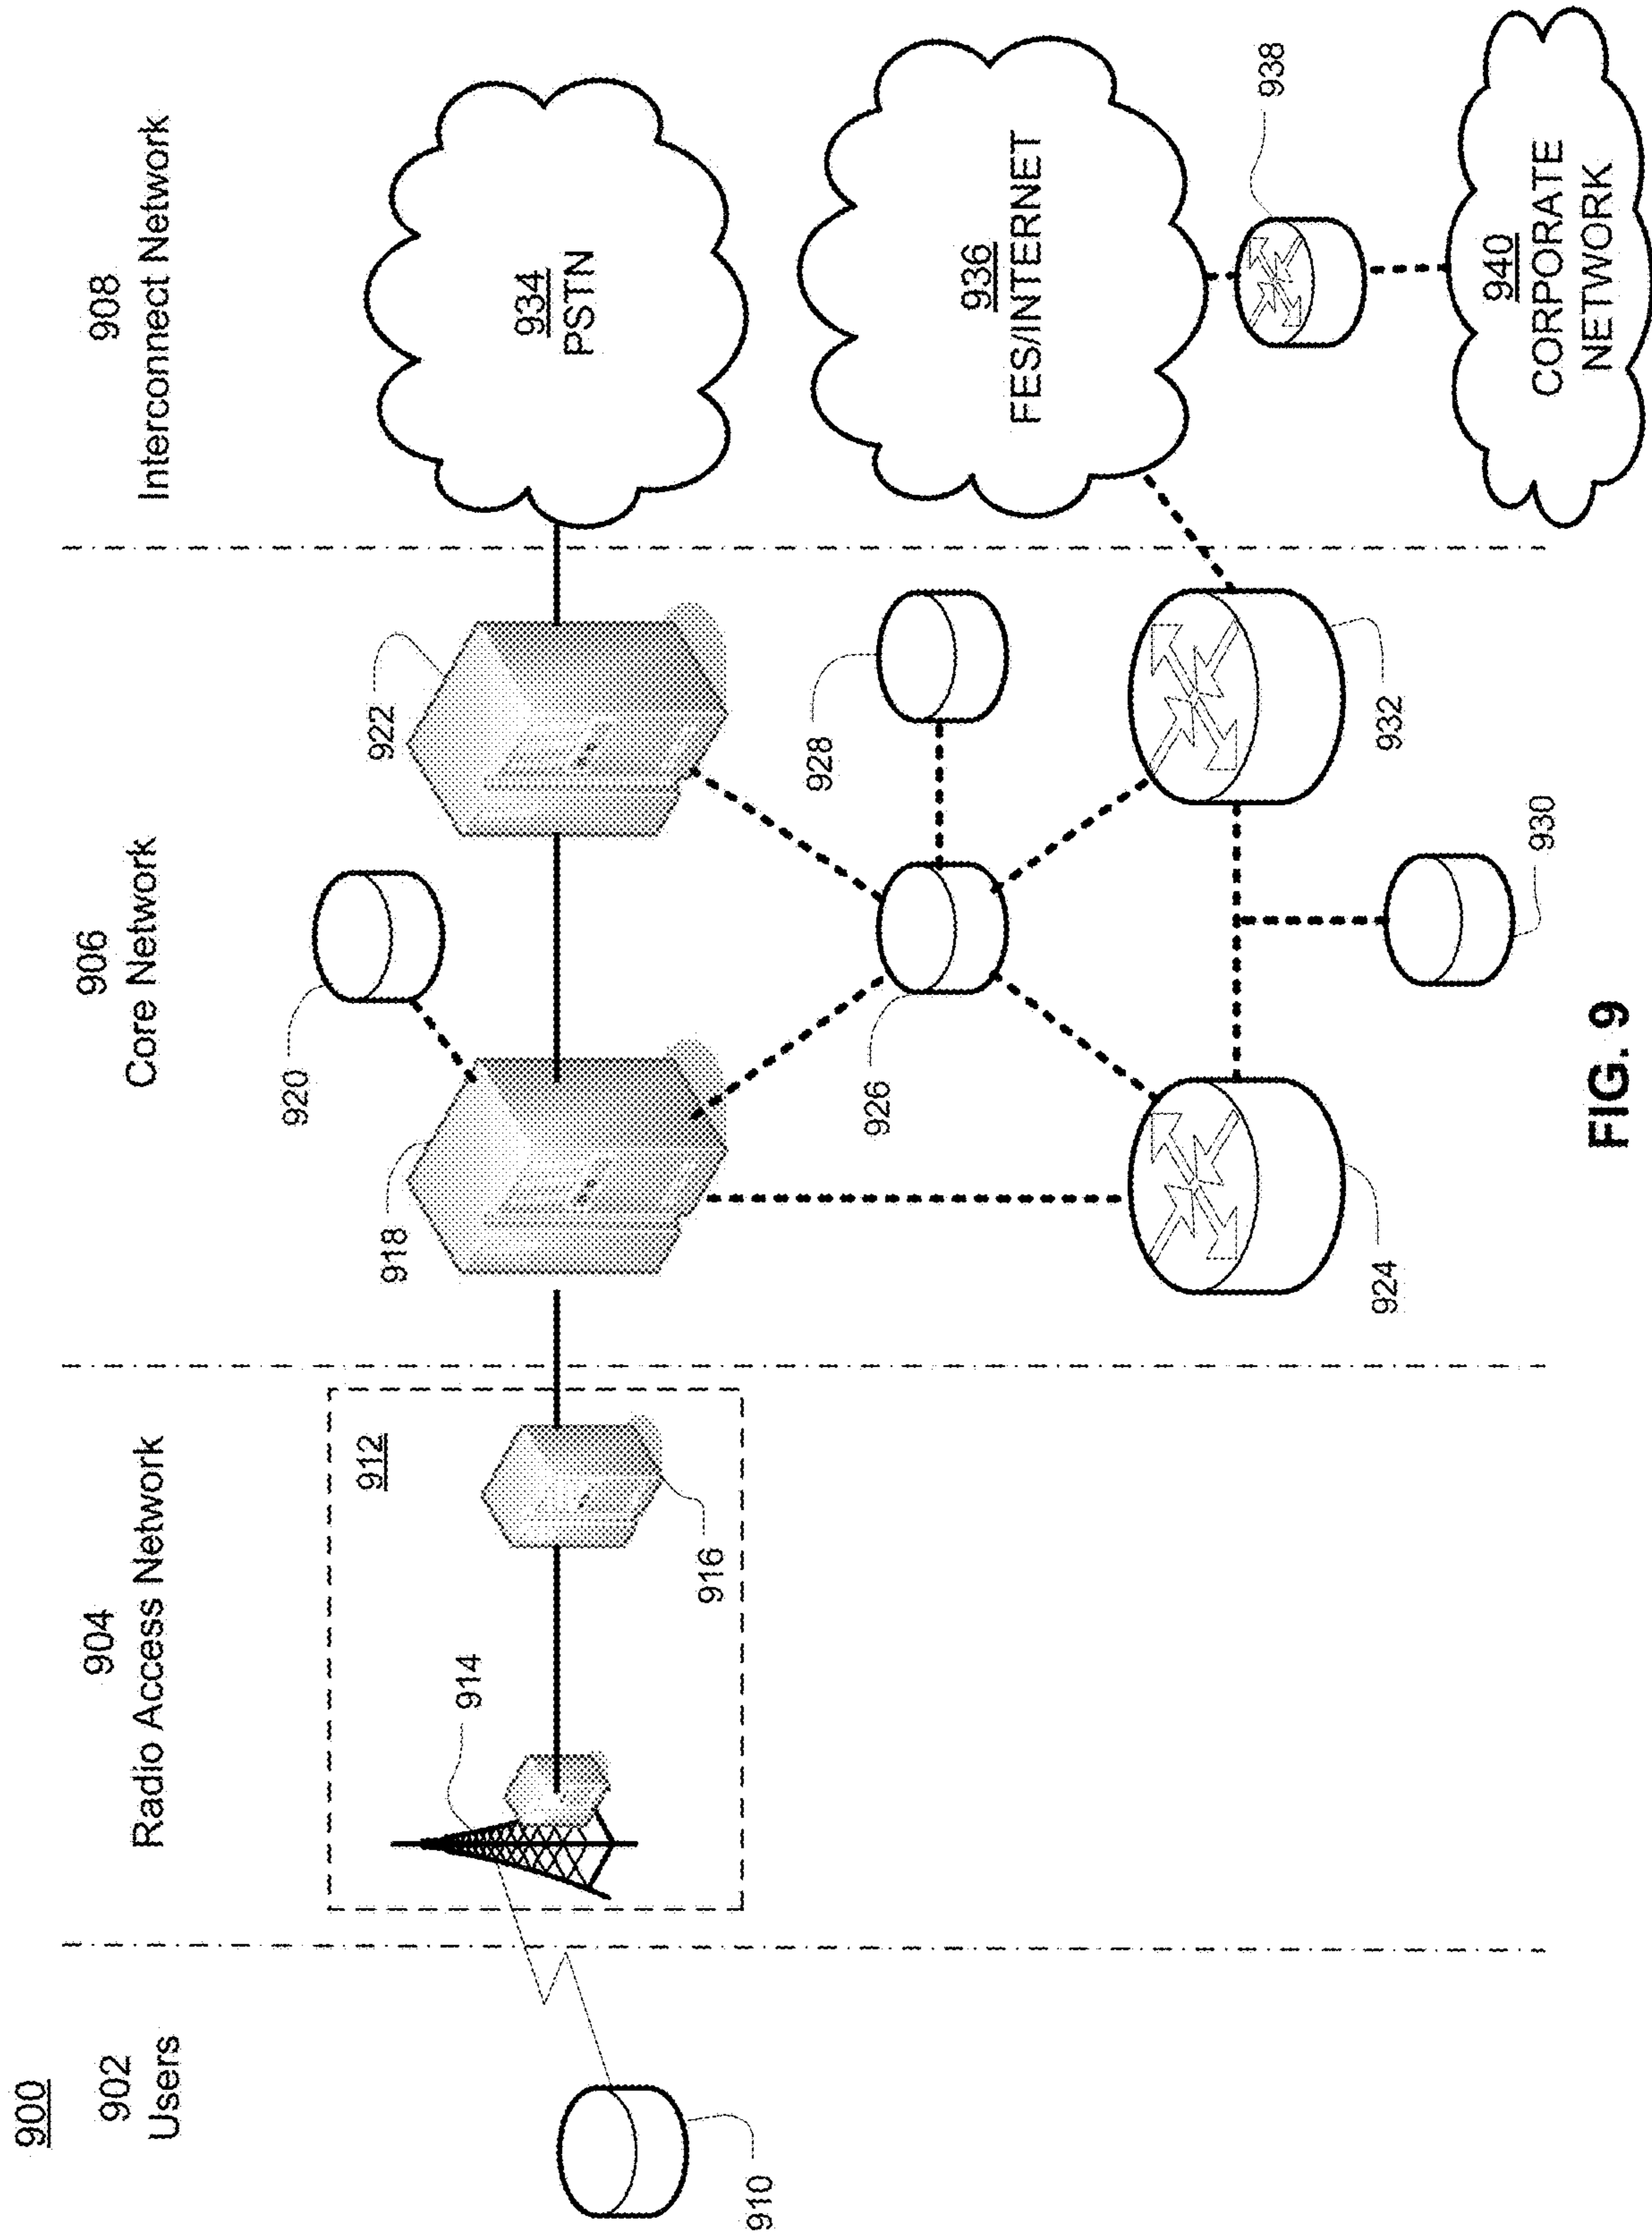 900
902
Users
904
Radio Access Network
906
Core Network
908
Interconnect Network
910
912
914
916
918
920
922
924
926
928
930
932
934
PSTN
936
FES/INTERNET
938
940
CORPORATE
NETWORK
FIG. 9